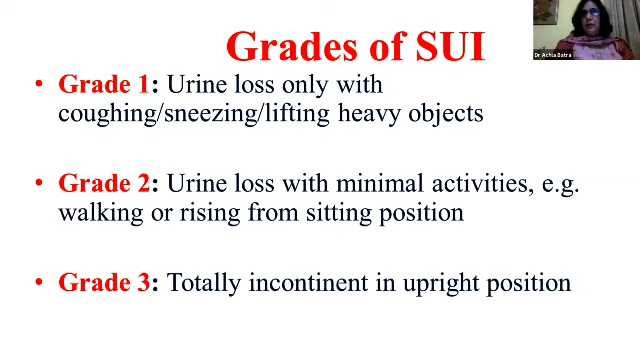 Grades of SUI
• Grade 1: Urine loss only with
coughing/sneezing/lifting heavy objects
• Grade 2: Urine loss with minimal activities, e.g.
walking or rising from sitting position
• Grade 3: Totally incontinent in upright position
Dr Achla Batra